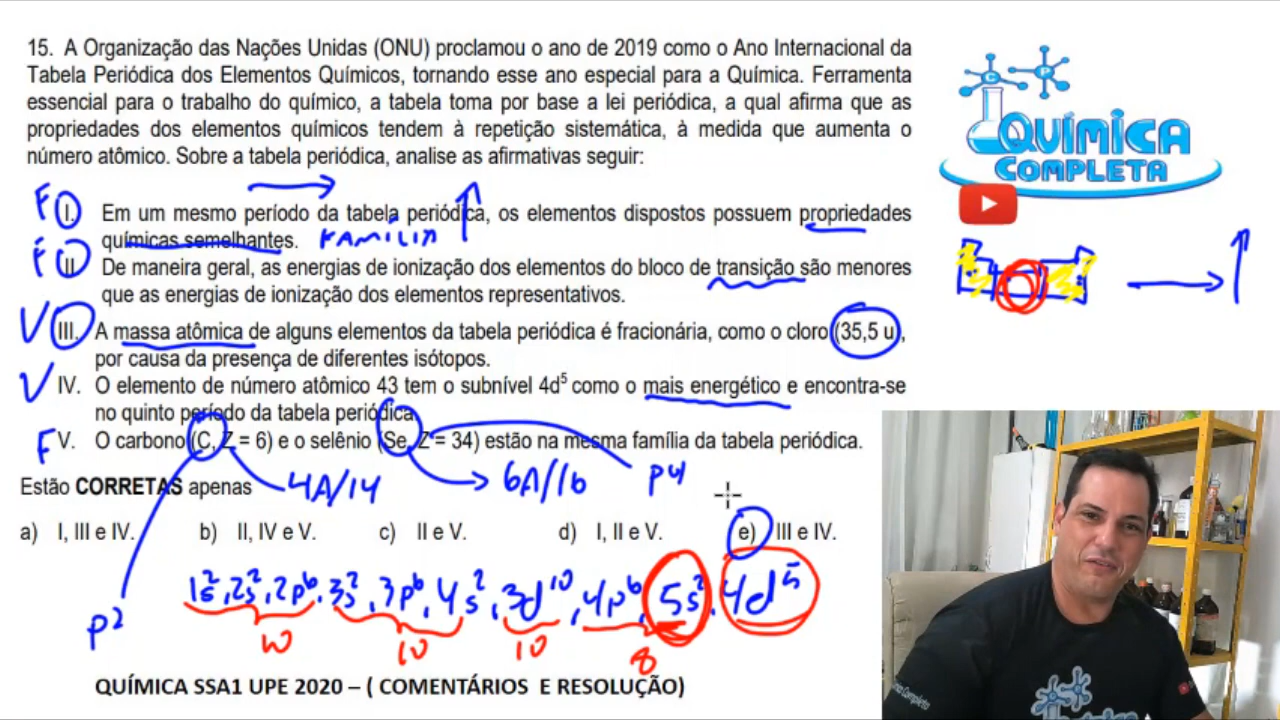 15. A Organização das Nações Unidas (ONU) proclamou o ano de 2019 como o Ano Internacional da
Tabela Periódica dos Elementos Químicos, tornando esse ano especial para a Química. Ferramenta
essencial para o trabalho do químico, a tabela toma por base a lei periódica, a qual afirma que as
propriedades dos elementos químicos tendem à repetição sistemática, à medida que aumenta o
número atômico. Sobre a tabela periódica, analise as afirmativas seguir:
QUÍMICA
COMPLETA
F I. Em um mesmo período da tabela periódica, os elementos dispostos possuem propriedades
químicas semelhantes. FAMÍLIA
F II. De maneira geral, as energias de ionização dos elementos do bloco de transição são menores
que as energias de ionização dos elementos representativos.
V III. A massa atômica de alguns elementos da tabela periódica é fracionária, como o cloro (35,5 u),
por causa da presença de diferentes isótopos.
V IV. O elemento de número atômico 43 tem o subnível 4d⁵ como o mais energético e encontra-se
no quinto período da tabela periódica.
F V. O carbono (C, Z = 6) e o selênio (Se, Z = 34) estão na mesma família da tabela periódica.
Estão CORRETAS apenas
4A/14 6A/16 p4
a) I, III e IV. b) II, IV e V. c) II e V. d) I, II e V. e) III e IV.
1s², 2s², 2p⁶, 3s², 3p⁶, 4s², 3d¹⁰, 4p⁶, 5s², 4d⁵
p²
10 10 10 8
QUÍMICA SSA1 UPE 2020 – ( COMENTÁRIOS E RESOLUÇÃO)